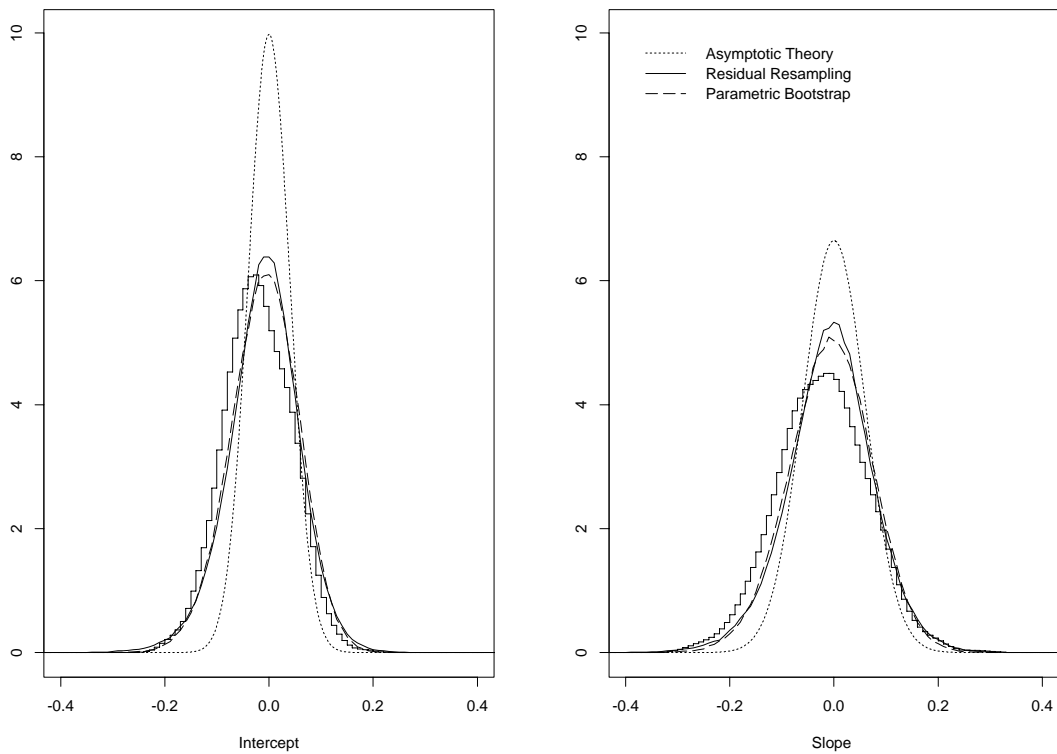 10
8
6
4
2
0
-0.4 -0.2 0.0 0.2 0.4
Intercept
Asymptotic Theory
Residual Resampling
Parametric Bootstrap
10
8
6
4
2
0
-0.4 -0.2 0.0 0.2 0.4
Slope